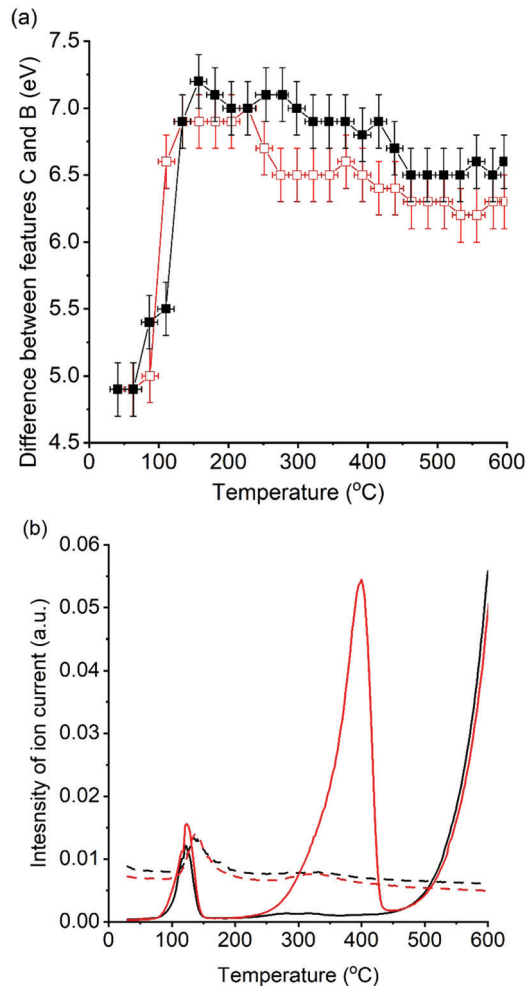 (a)
7.5
7.0
6.5
6.0
5.5
5.0
4.5
Difference between features C and B (eV)
0 100 200 300 400 500 600
Temperature (°C)
(b)
0.06
0.05
0.04
0.03
0.02
0.01
0.00
Intesnsity of ion current (a.u.)
0 100 200 300 400 500 600
Temperature (°C)